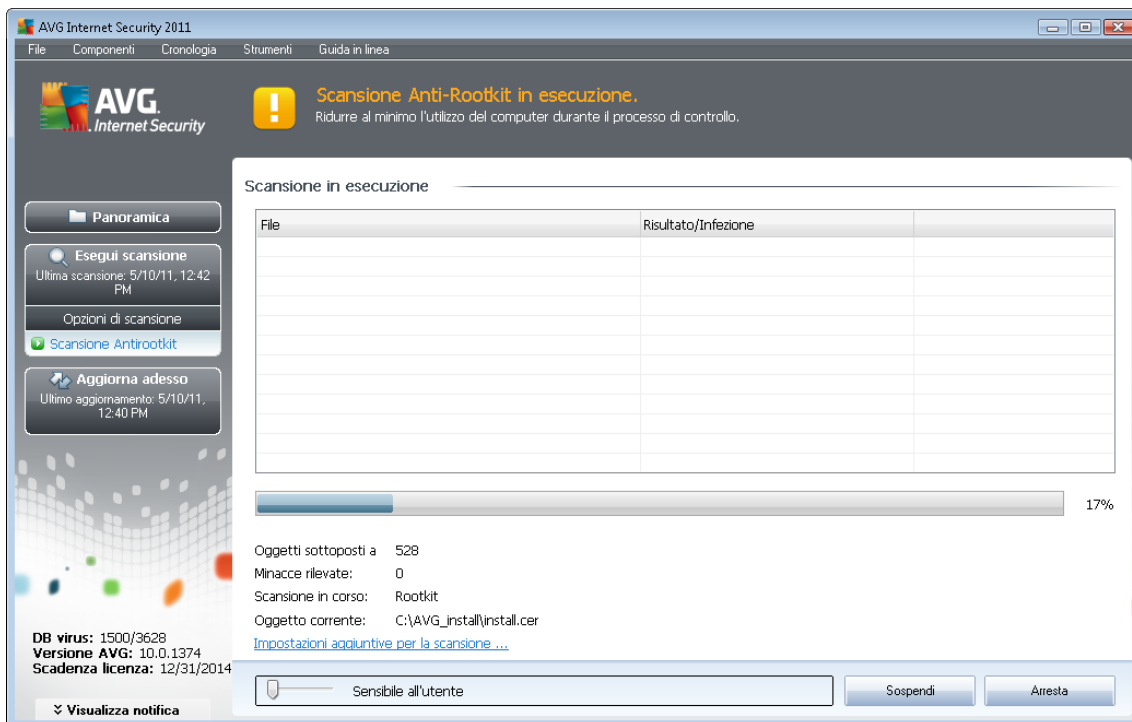 AVG Internet Security 2011
File Componenti Cronologia Strumenti Guida in linea
AVG.
Internet Security
Scansione Anti-Rootkit in esecuzione.
Ridurre al minimo l'utilizzo del computer durante il processo di controllo.
Panoramica
Esegui scansione
Ultima scansione: 5/10/11, 12:42
PM
Opzioni di scansione
Scansione Antirootkit
Aggiorna adesso
Ultimo aggiornamento: 5/10/11,
12:40 PM
DB virus: 1500/3628
Versione AVG: 10.0.1374
Scadenza licenza: 12/31/2014
Visualizza notifica
Scansione in esecuzione
File Risultato/Infezione
17%
Oggetti sottoposti a 528
Minacce rilevate: 0
Scansione in corso: Rootkit
Oggetto corrente: C:\AVG_install\install.cer
Impostazioni aggiuntive per la scansione ...
Sensibile all'utente
Sospendi
Arresta